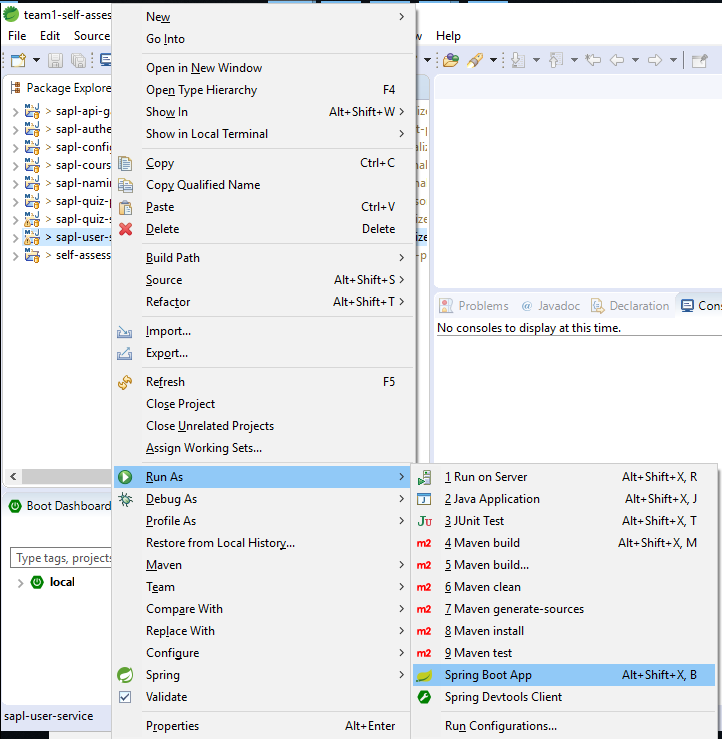 team1-self-asses
File Edit Source
Help
Package Explore
> sapl-api-g
> sapl-authe
> sapl-config
> sapl-cours
> sapl-namin
> sapl-quiz-p
> sapl-quiz-s
> sapl-user-s
> self-assess
New
Go Into
Open in New Window
Open Type Hierarchy F4
Show In Alt+Shift+W >
Show in Local Terminal >
Copy Ctrl+C
Copy Qualified Name
Paste Ctrl+V
Delete Delete
Build Path >
Source Alt+Shift+S >
Refactor Alt+Shift+T >
Import...
Export...
Refresh F5
Close Project
Close Unrelated Projects
Assign Working Sets...
Run As >
Debug As >
Profile As >
Restore from Local History...
Maven >
Team >
Compare With >
Replace With >
Configure >
Spring >
Validate
Properties Alt+Enter
Problems @ Javadoc Declaration Cons
No consoles to display at this time.
1 Run on Server Alt+Shift+X, R
2 Java Application Alt+Shift+X, J
3 JUnit Test Alt+Shift+X, T
4 Maven build Alt+Shift+X, M
5 Maven build...
6 Maven clean
7 Maven generate-sources
8 Maven install
9 Maven test
Spring Boot App Alt+Shift+X, B
Spring Devtools Client
Run Configurations...
Boot Dashboard
Type tags, projects
local
sapl-user-service